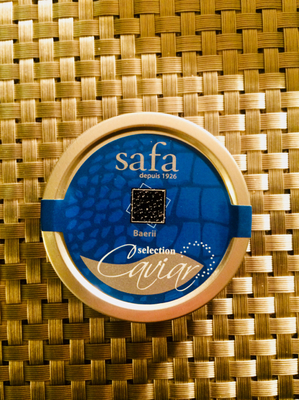 safa
depuis 1926
Baerii
selection
Caviar